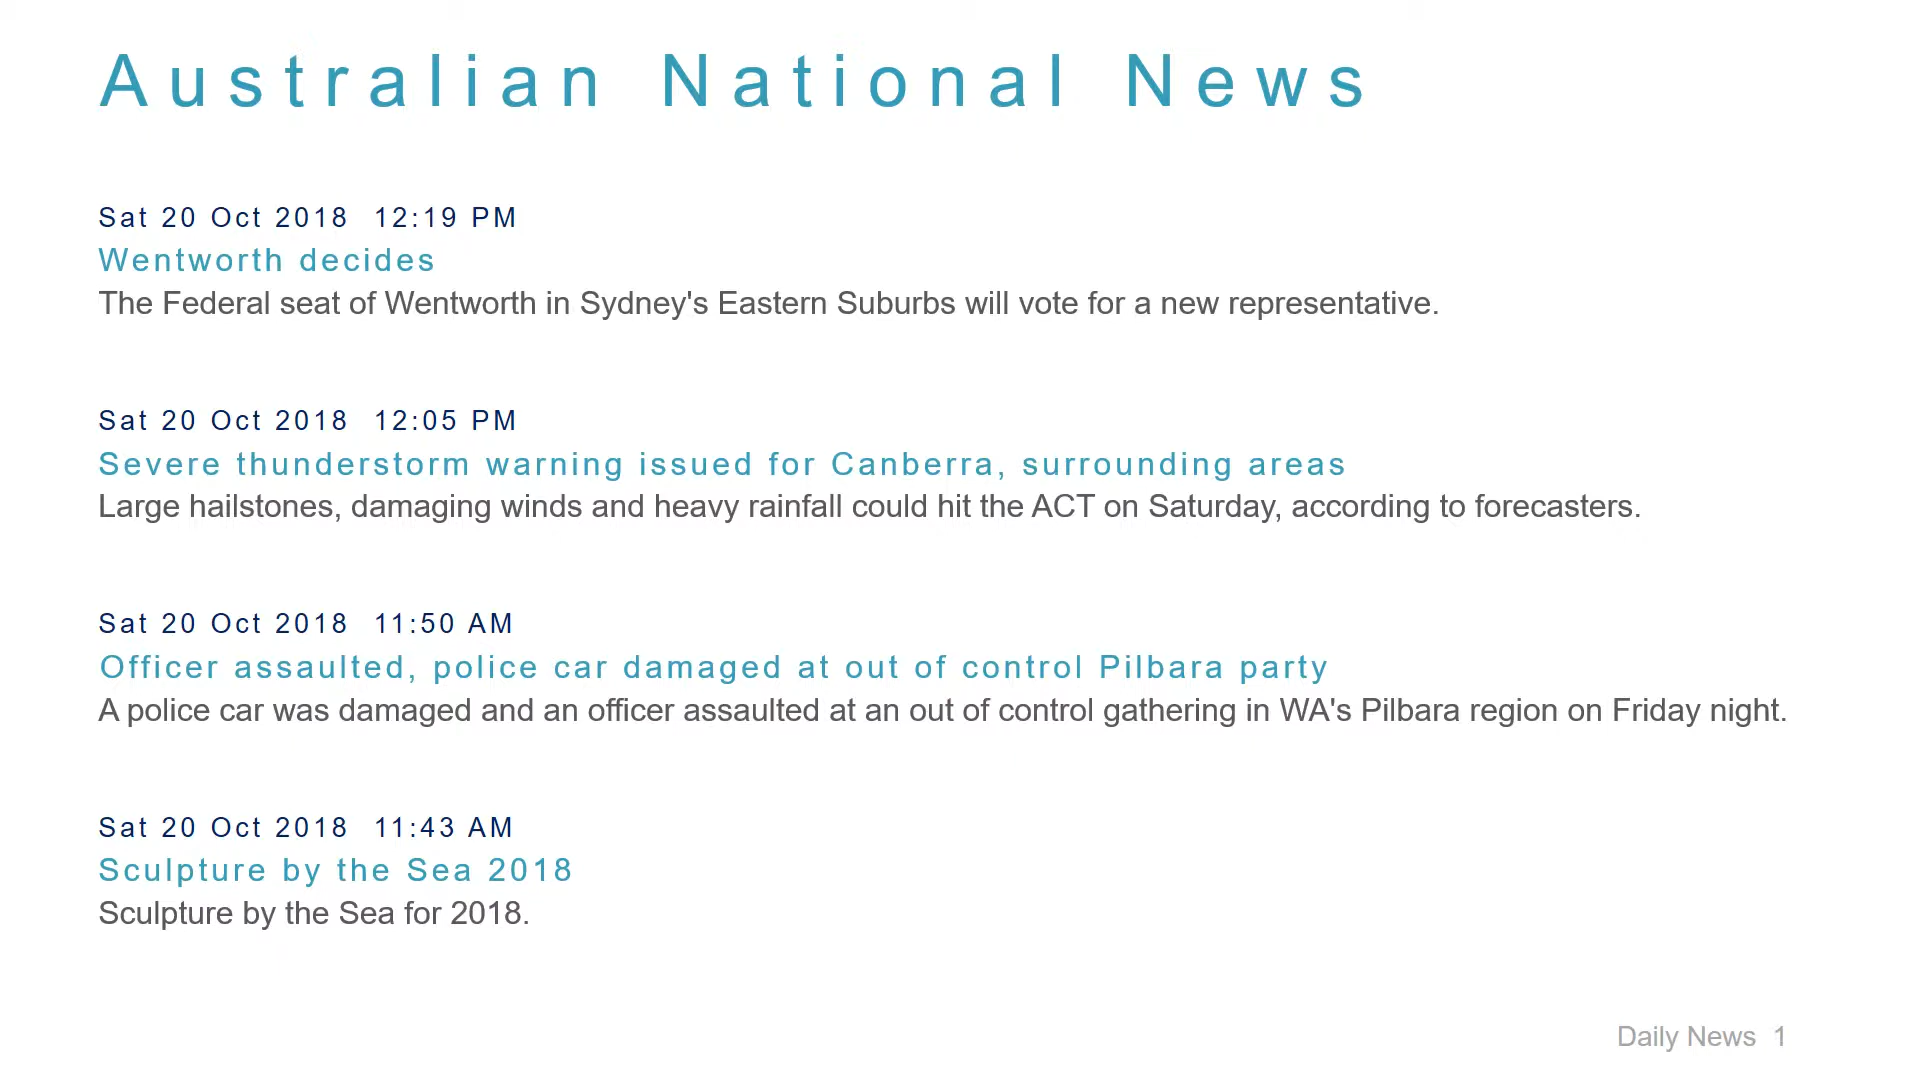 Australian National News
Sat 20 Oct 2018 12:19 PM
Wentworth decides
The Federal seat of Wentworth in Sydney's Eastern Suburbs will vote for a new representative.
Sat 20 Oct 2018 12:05 PM
Severe thunderstorm warning issued for Canberra, surrounding areas
Large hailstones, damaging winds and heavy rainfall could hit the ACT on Saturday, according to forecasters.
Sat 20 Oct 2018 11:50 AM
Officer assaulted, police car damaged at out of control Pilbara party
A police car was damaged and an officer assaulted at an out of control gathering in WA's Pilbara region on Friday night.
Sat 20 Oct 2018 11:43 AM
Sculpture by the Sea 2018
Sculpture by the Sea for 2018.
Daily News 1